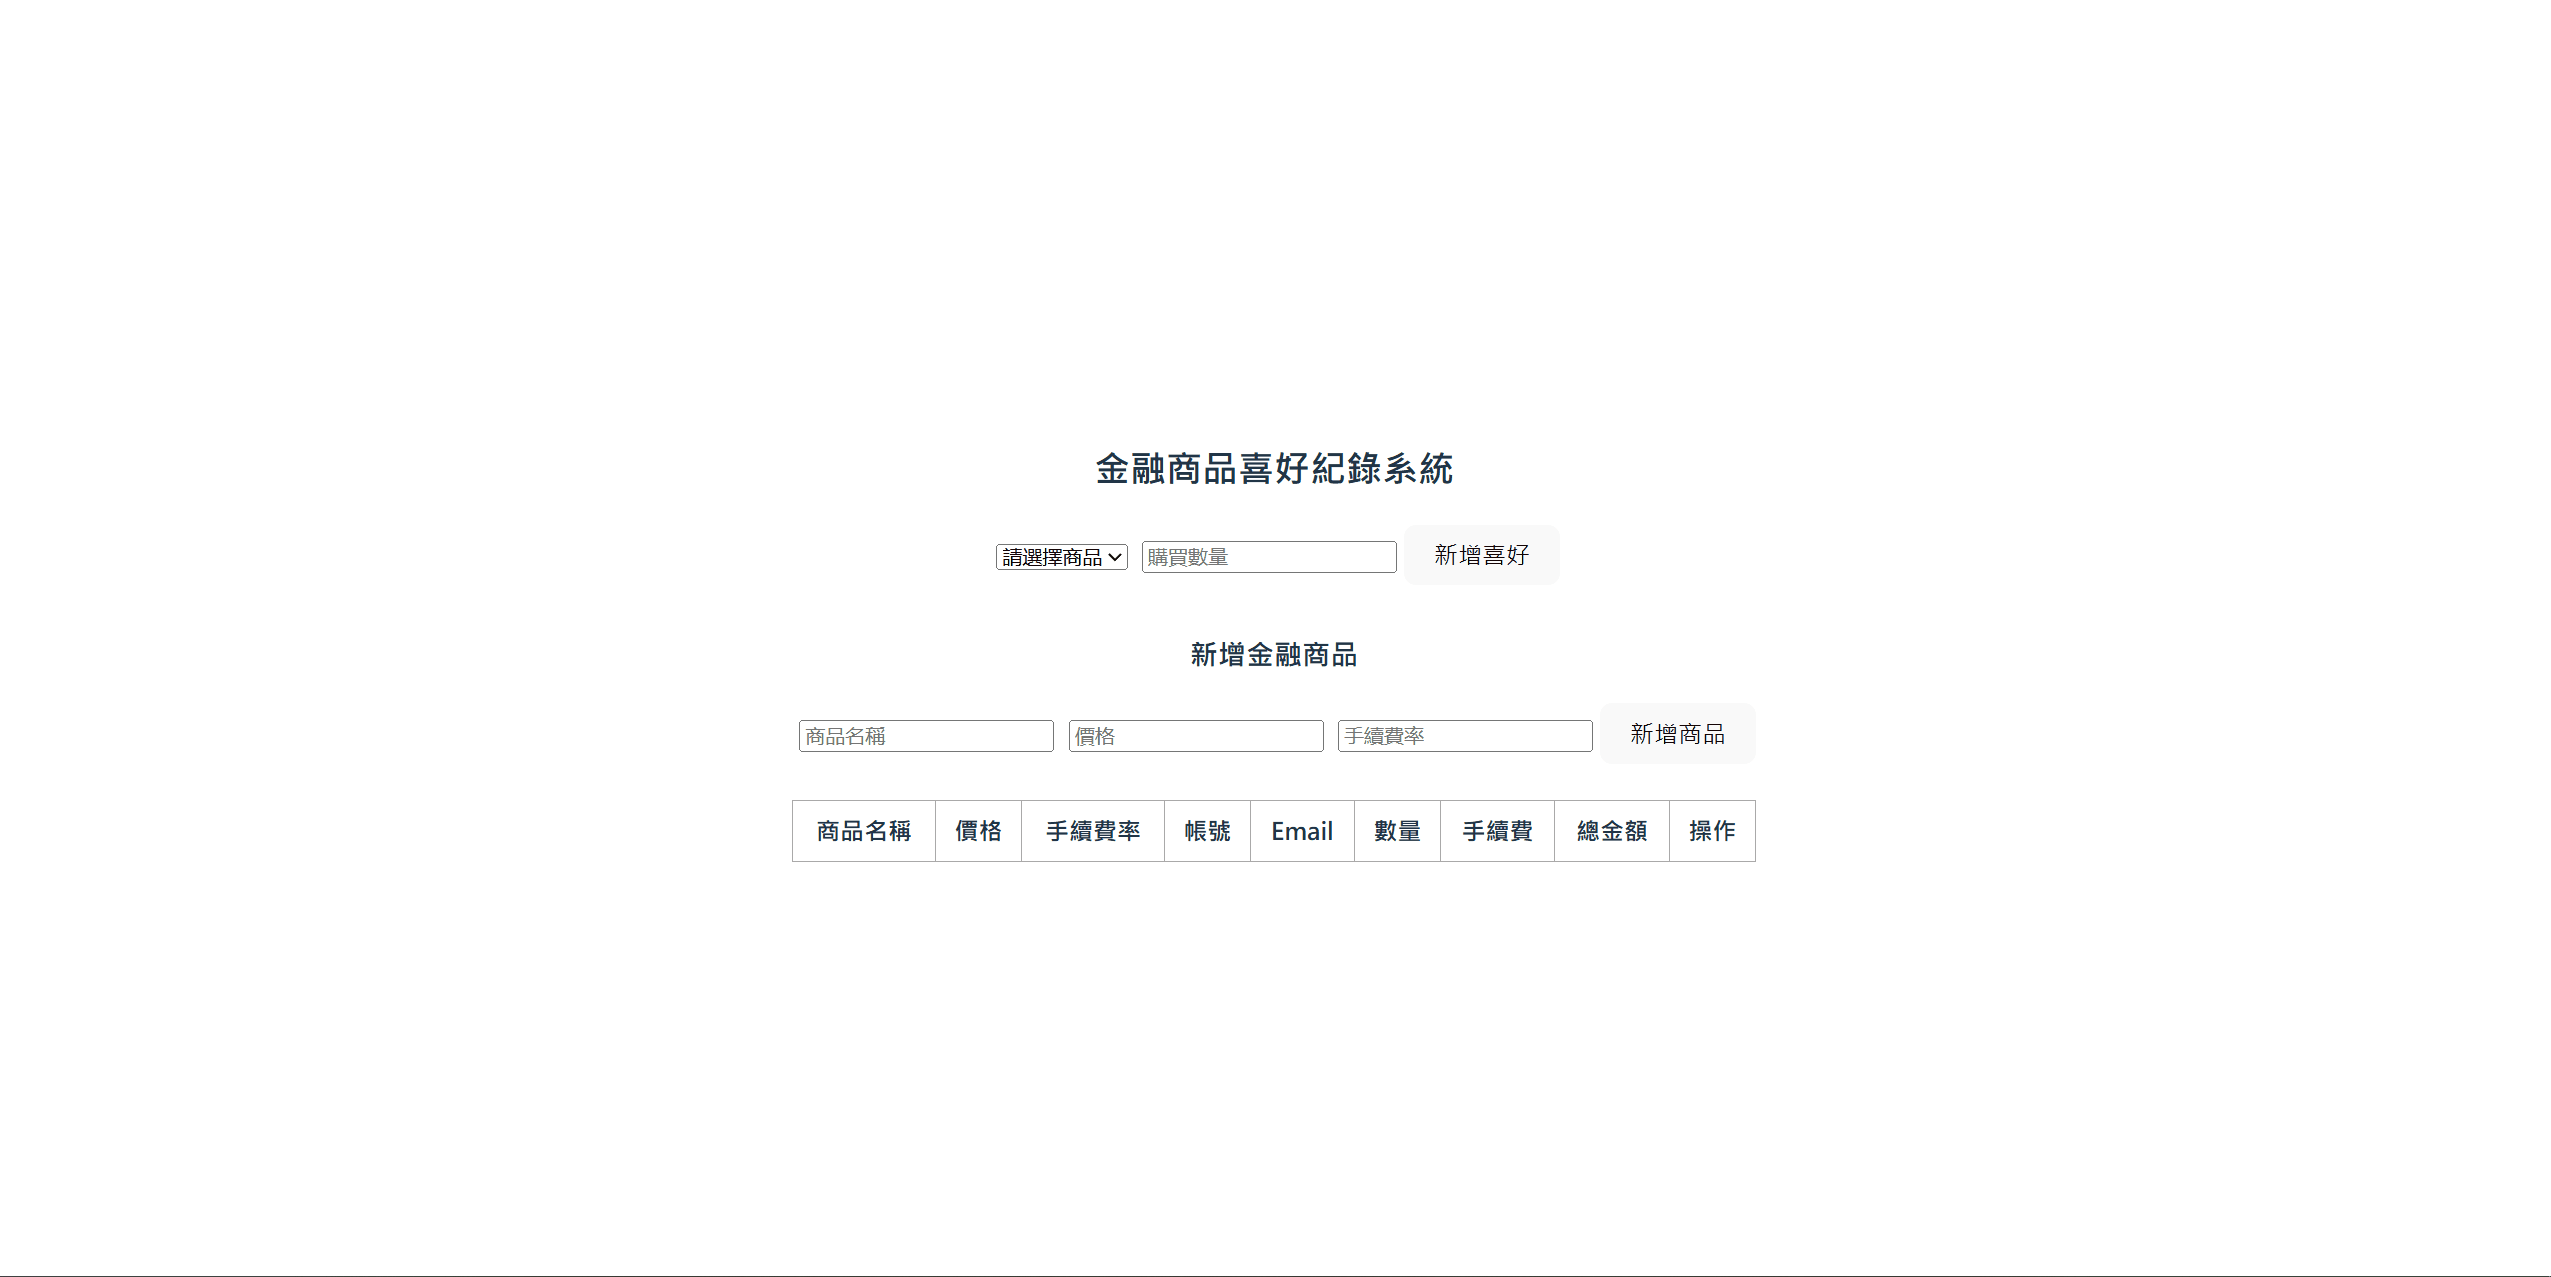 金融商品喜好紀錄系統
請選擇商品 購買數量 新增喜好
新增金融商品
商品名稱 價格 手續費率 新增商品
商品名稱 價格 手續費率 帳號 Email 數量 手續費 總金額 操作